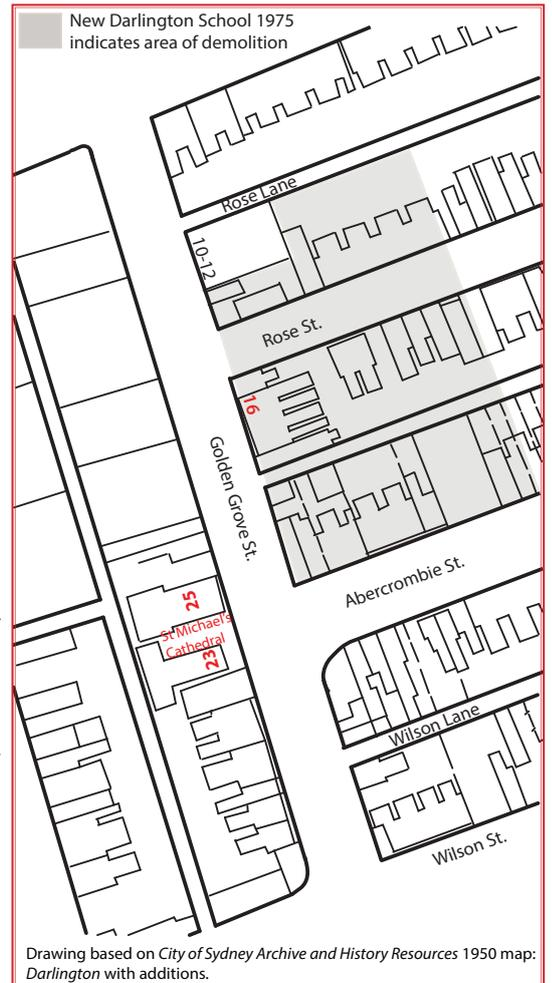 New Darlington School 1975
indicates area of demolition
Rose Lane
10-12
Rose St.
16
Golden Grove St.
Abercrombie St.
25
St Michael's
Cathedral
23
Wilson Lane
Wilson St.
Drawing based on City of Sydney Archive and History Resources 1950 map:
Darlington with additions.